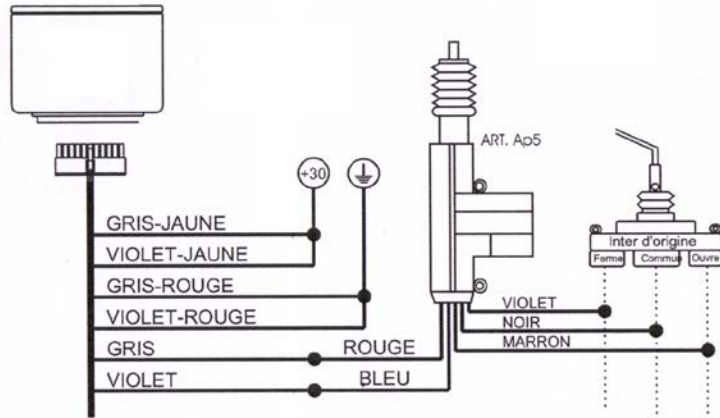 ART. Ap5
+30
GRIS-JAUNE
VIOLET-JAUNE
GRIS-ROUGE
VIOLET-ROUGE
GRIS
ROUGE
VIOLET
BLEU
Inter d'origine
Ferme Commun Ouvre
VIOLET
NOIR
MARRON